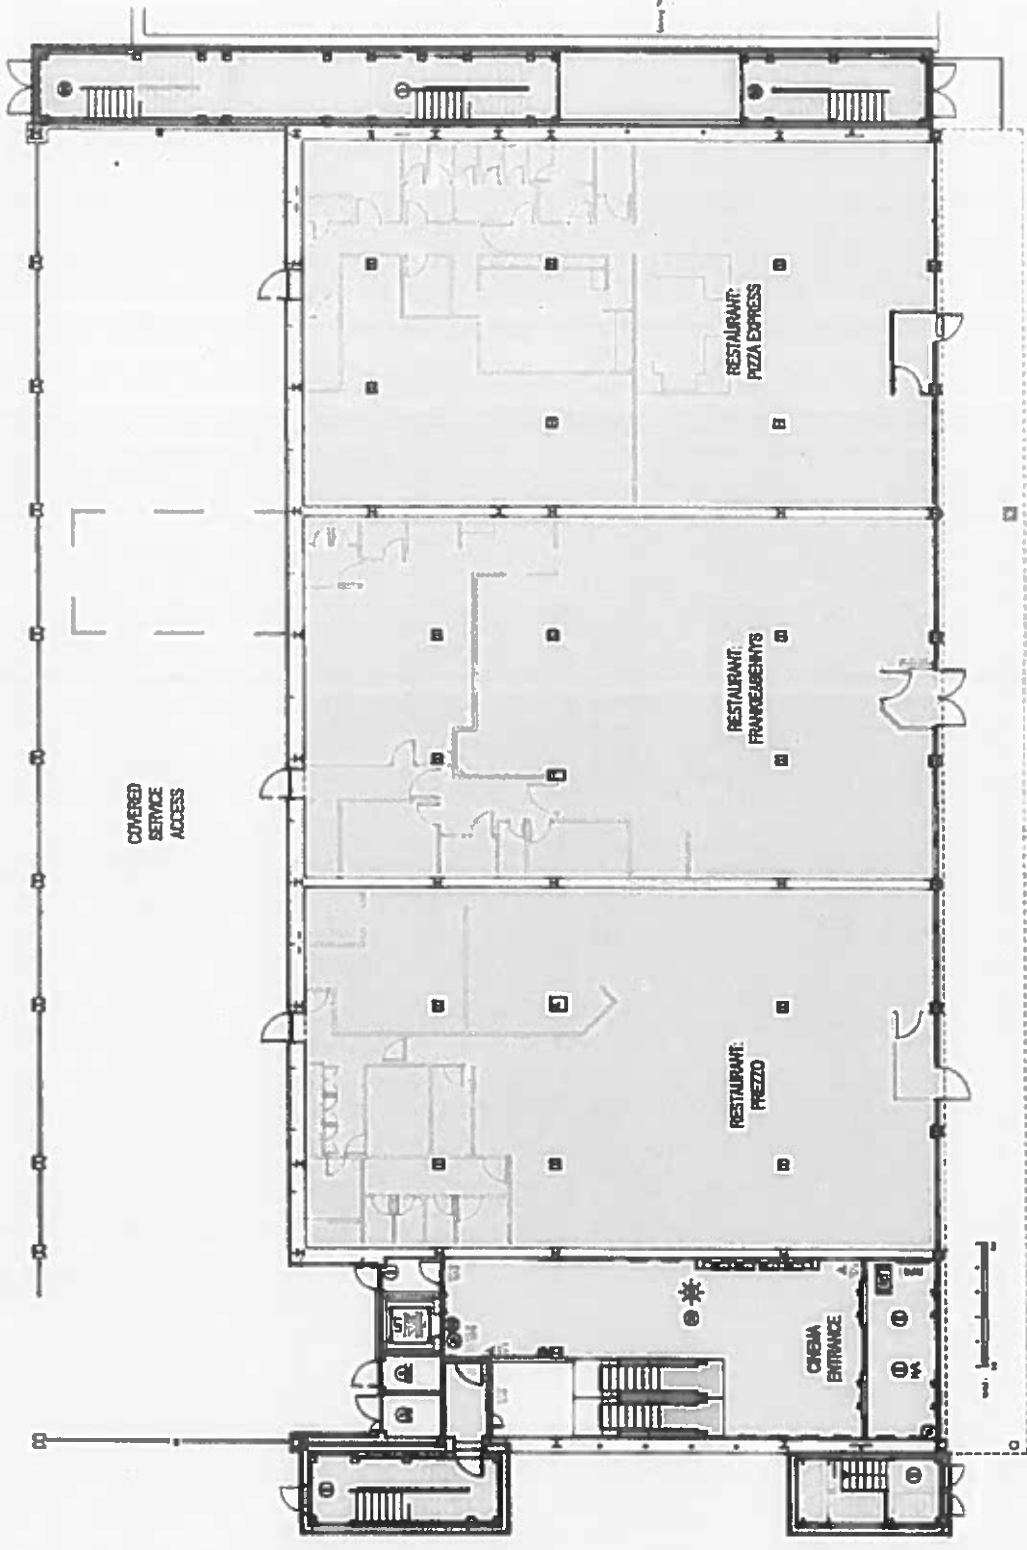 COVERED
SERVICE
ACCESS
RESTAURANT:
PIZZA EXPRESS
RESTAURANT:
FRANKIE&BENNYS
RESTAURANT:
PREZZO
CINEMA
ENTRANCE